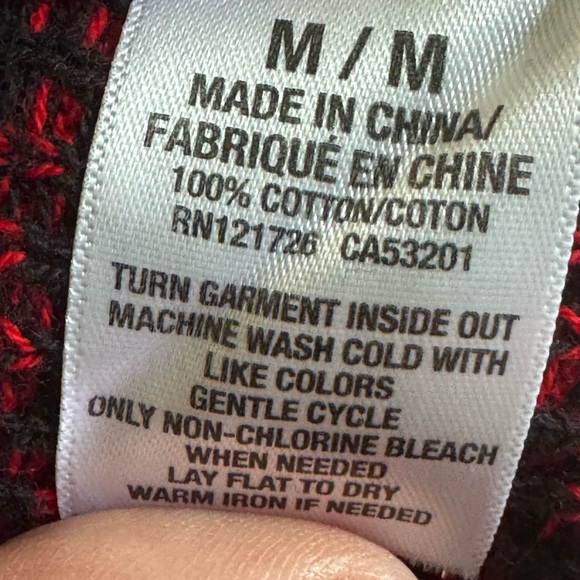 M / M
MADE IN CHINA/
FABRIQUÉ EN CHINE
100% COTTON/COTON
RN121726 CA53201
TURN GARMENT INSIDE OUT
MACHINE WASH COLD WITH
LIKE COLORS
GENTLE CYCLE
ONLY NON-CHLORINE BLEACH
WHEN NEEDED
LAY FLAT TO DRY
WARM IRON IF NEEDED